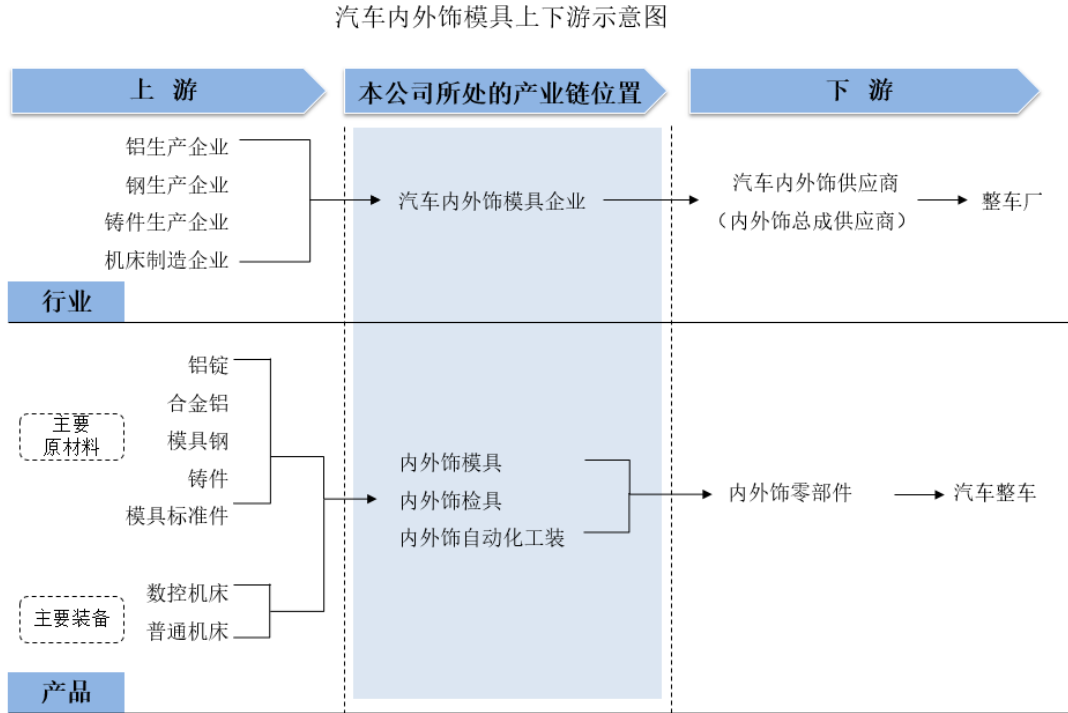 汽车内外饰模具上下游示意图
上 游
本公司所处的产业链位置
下 游
铝生产企业
钢生产企业
铸件生产企业
机床制造企业
汽车内外饰模具企业
汽车内外饰供应商
（内外饰总成供应商）
整车厂
行业
主要
原材料
铝锭
合金铝
模具钢
铸件
模具标准件
主要装备
数控机床
普通机床
内外饰模具
内外饰检具
内外饰自动化工装
内外饰零部件
汽车整车
产品